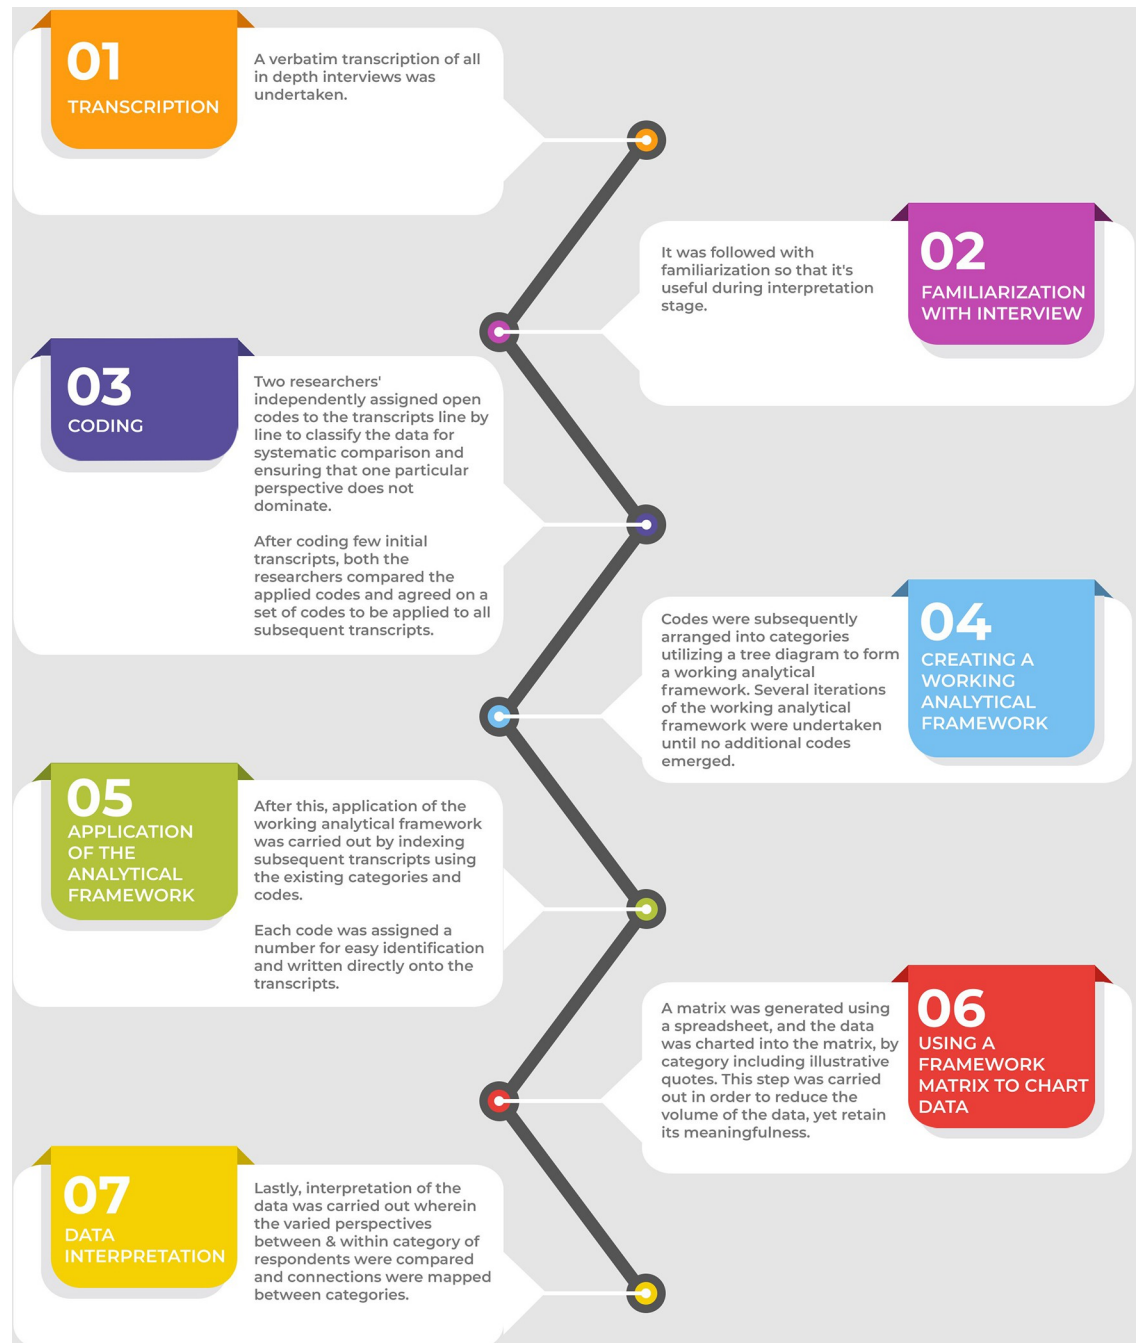 01
TRANSCRIPTION
A verbatim transcription of all
in depth interviews was
undertaken.
02
FAMILIARIZATION
WITH INTERVIEW
It was followed with
familiarization so that it's
useful during interpretation
stage.
03
CODING
Two researchers'
independently assigned open
codes to the transcripts line by
line to classify the data for
systematic comparison and
ensuring that one particular
perspective does not
dominate.
After coding few initial
transcripts, both the
researchers compared the
applied codes and agreed on a
set of codes to be applied to all
subsequent transcripts.
04
CREATING A
WORKING
ANALYTICAL
FRAMEWORK
Codes were subsequently
arranged into categories
utilizing a tree diagram to form
a working analytical
framework. Several iterations
of the working analytical
framework were undertaken
until no additional codes
emerged.
05
APPLICATION
OF THE
ANALYTICAL
FRAMEWORK
After this, application of the
working analytical framework
was carried out by indexing
subsequent transcripts using
the existing categories and
codes.
Each code was assigned a
number for easy identification
and written directly onto the
transcripts.
06
USING A
FRAMEWORK
MATRIX TO CHART
DATA
A matrix was generated using
a spreadsheet, and the data
was charted into the matrix, by
category including illustrative
quotes. This step was carried
out in order to reduce the
volume of the data, yet retain
its meaningfulness.
07
DATA
INTERPRETATION
Lastly, interpretation of the
data was carried out wherein
the varied perspectives
between & within category of
respondents were compared
and connections were mapped
between categories.